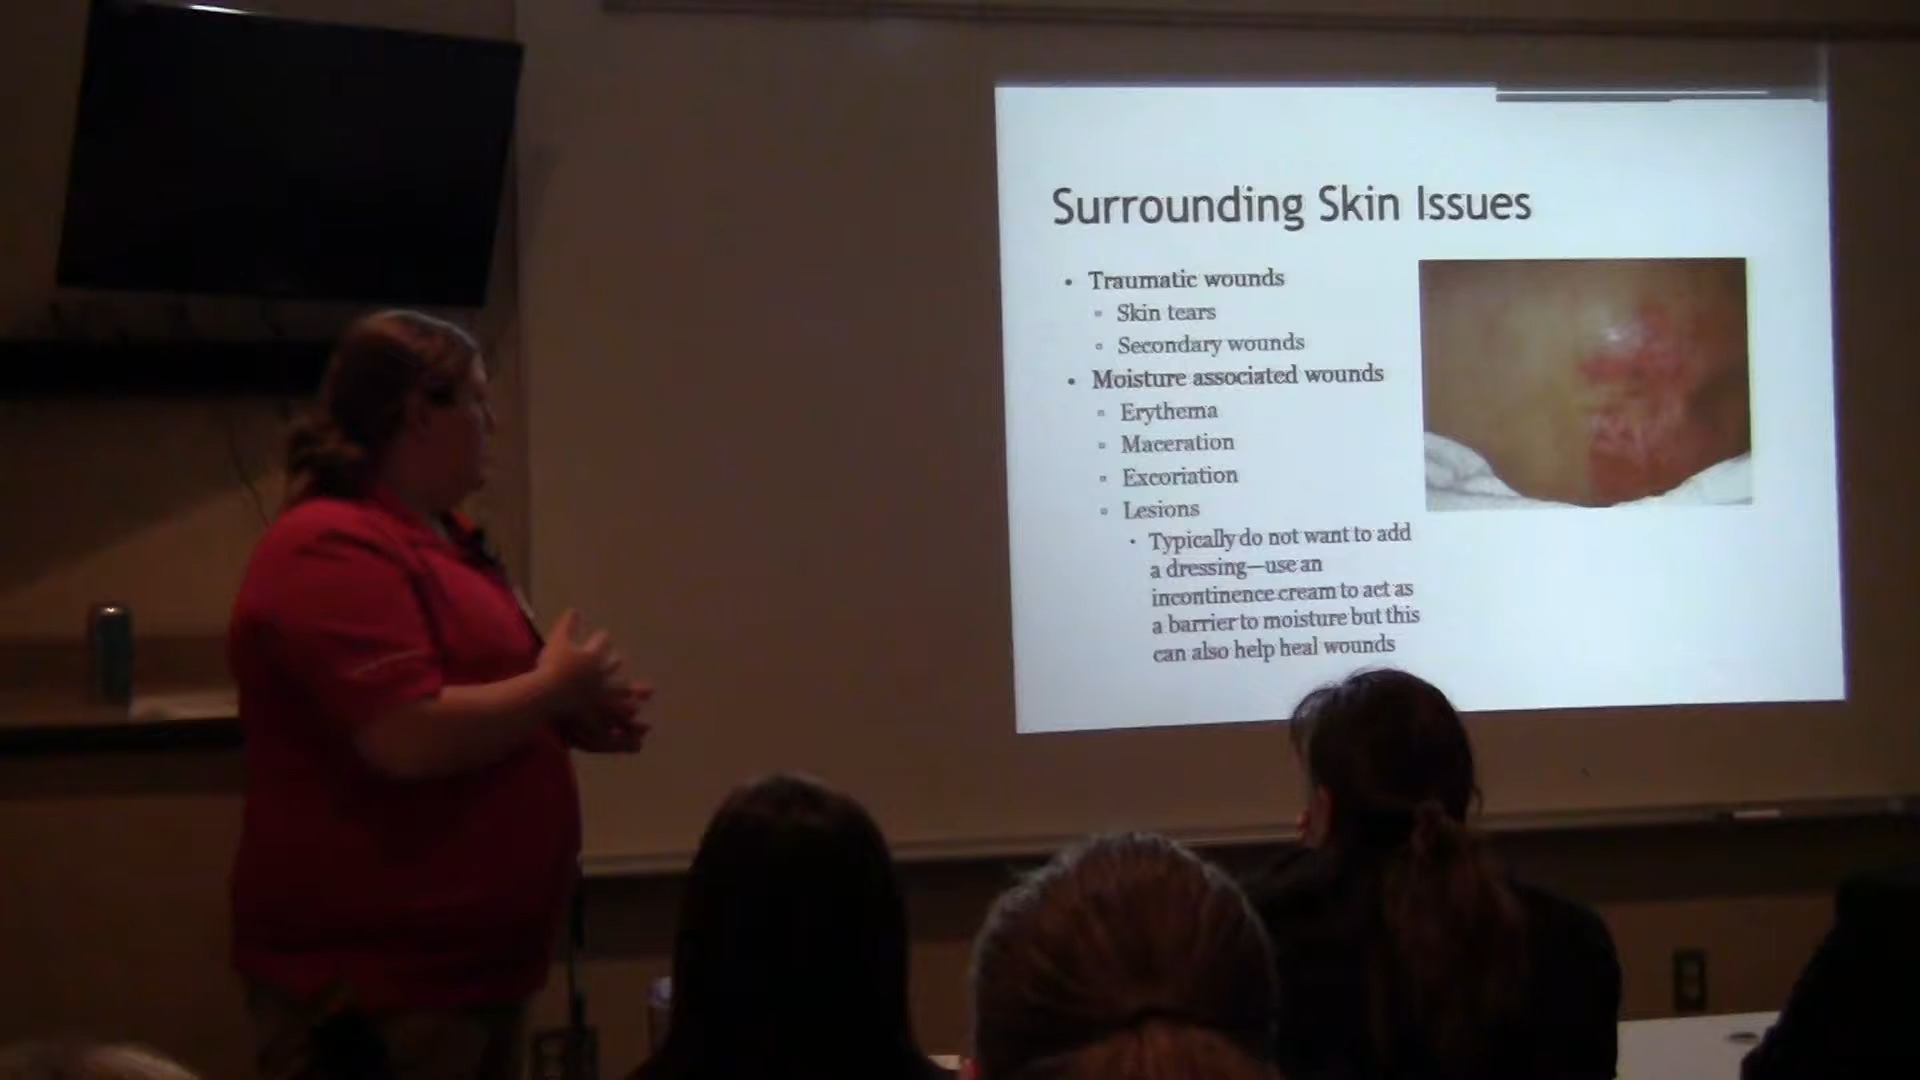 Surrounding Skin Issues
• Traumatic wounds
▫ Skin tears
▫ Secondary wounds
• Moisture associated wounds
▫ Erythema
▫ Maceration
▫ Excoriation
▫ Lesions
• Typically do not want to add
a dressing—use an
incontinence cream to act as
a barrier to moisture but this
can also help heal wounds